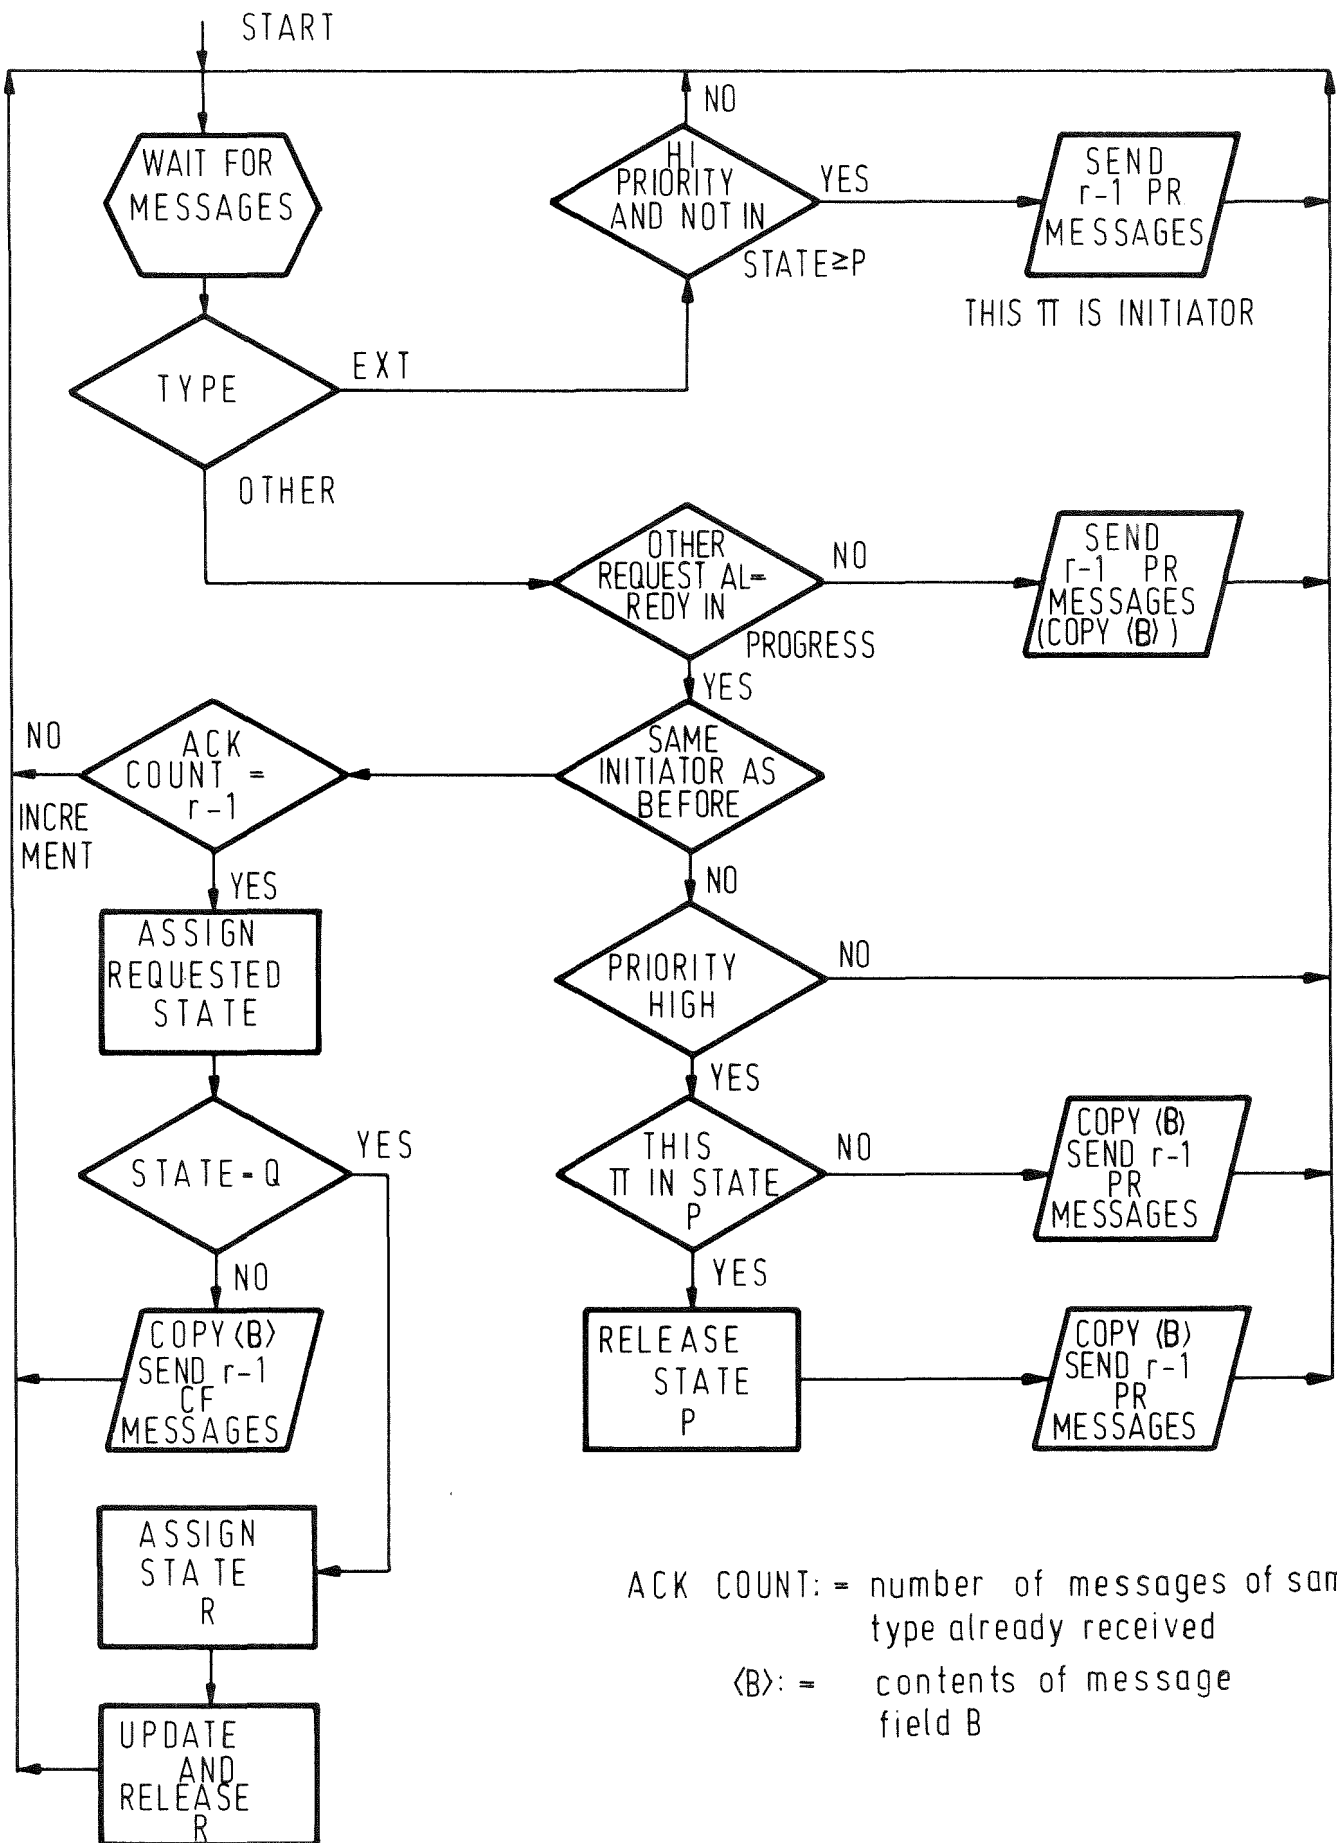 START
WAIT FOR
MESSAGES
TYPE
EXT
OTHER
NO
HI
PRIORITY
AND NOT IN
STATE≥P
YES
SEND
r-1 PR
MESSAGES
THIS π IS INITIATOR
OTHER
REQUEST AL=
REDY IN
PROGRESS
NO
SEND
r-1 PR
MESSAGES
(COPY ⟨B⟩)
YES
SAME
INITIATOR AS
BEFORE
NO
ACK
COUNT =
r-1
INCRE
MENT
YES
ASSIGN
REQUESTED
STATE
STATE=Q
YES
NO
COPY ⟨B⟩
SEND r-1
CF
MESSAGES
ASSIGN
STATE
R
UPDATE
AND
RELEASE
R
NO
PRIORITY
HIGH
NO
YES
THIS
π IN STATE
P
NO
COPY ⟨B⟩
SEND r-1
PR
MESSAGES
YES
RELEASE
STATE
P
COPY ⟨B⟩
SEND r-1
PR
MESSAGES
ACK COUNT: = number of messages of sam
type already received
⟨B⟩: = contents of message
field B